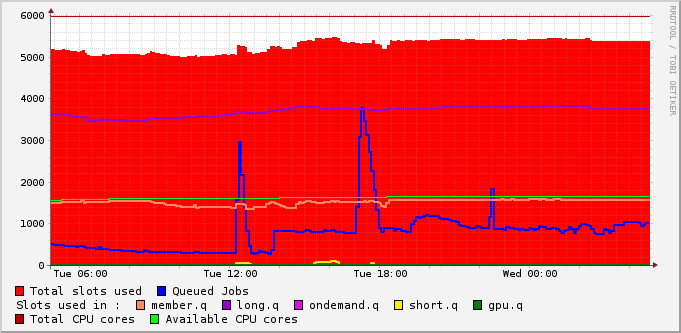 6000
5000
4000
3000
2000
1000
0
Tue 06:00 Tue 12:00 Tue 18:00 Wed 00:00
RRDTOOL / TOBI OETIKER
Total slots used Queued Jobs
Slots used in : member.q long.q ondemand.q short.q gpu.q
Total CPU cores Available CPU cores